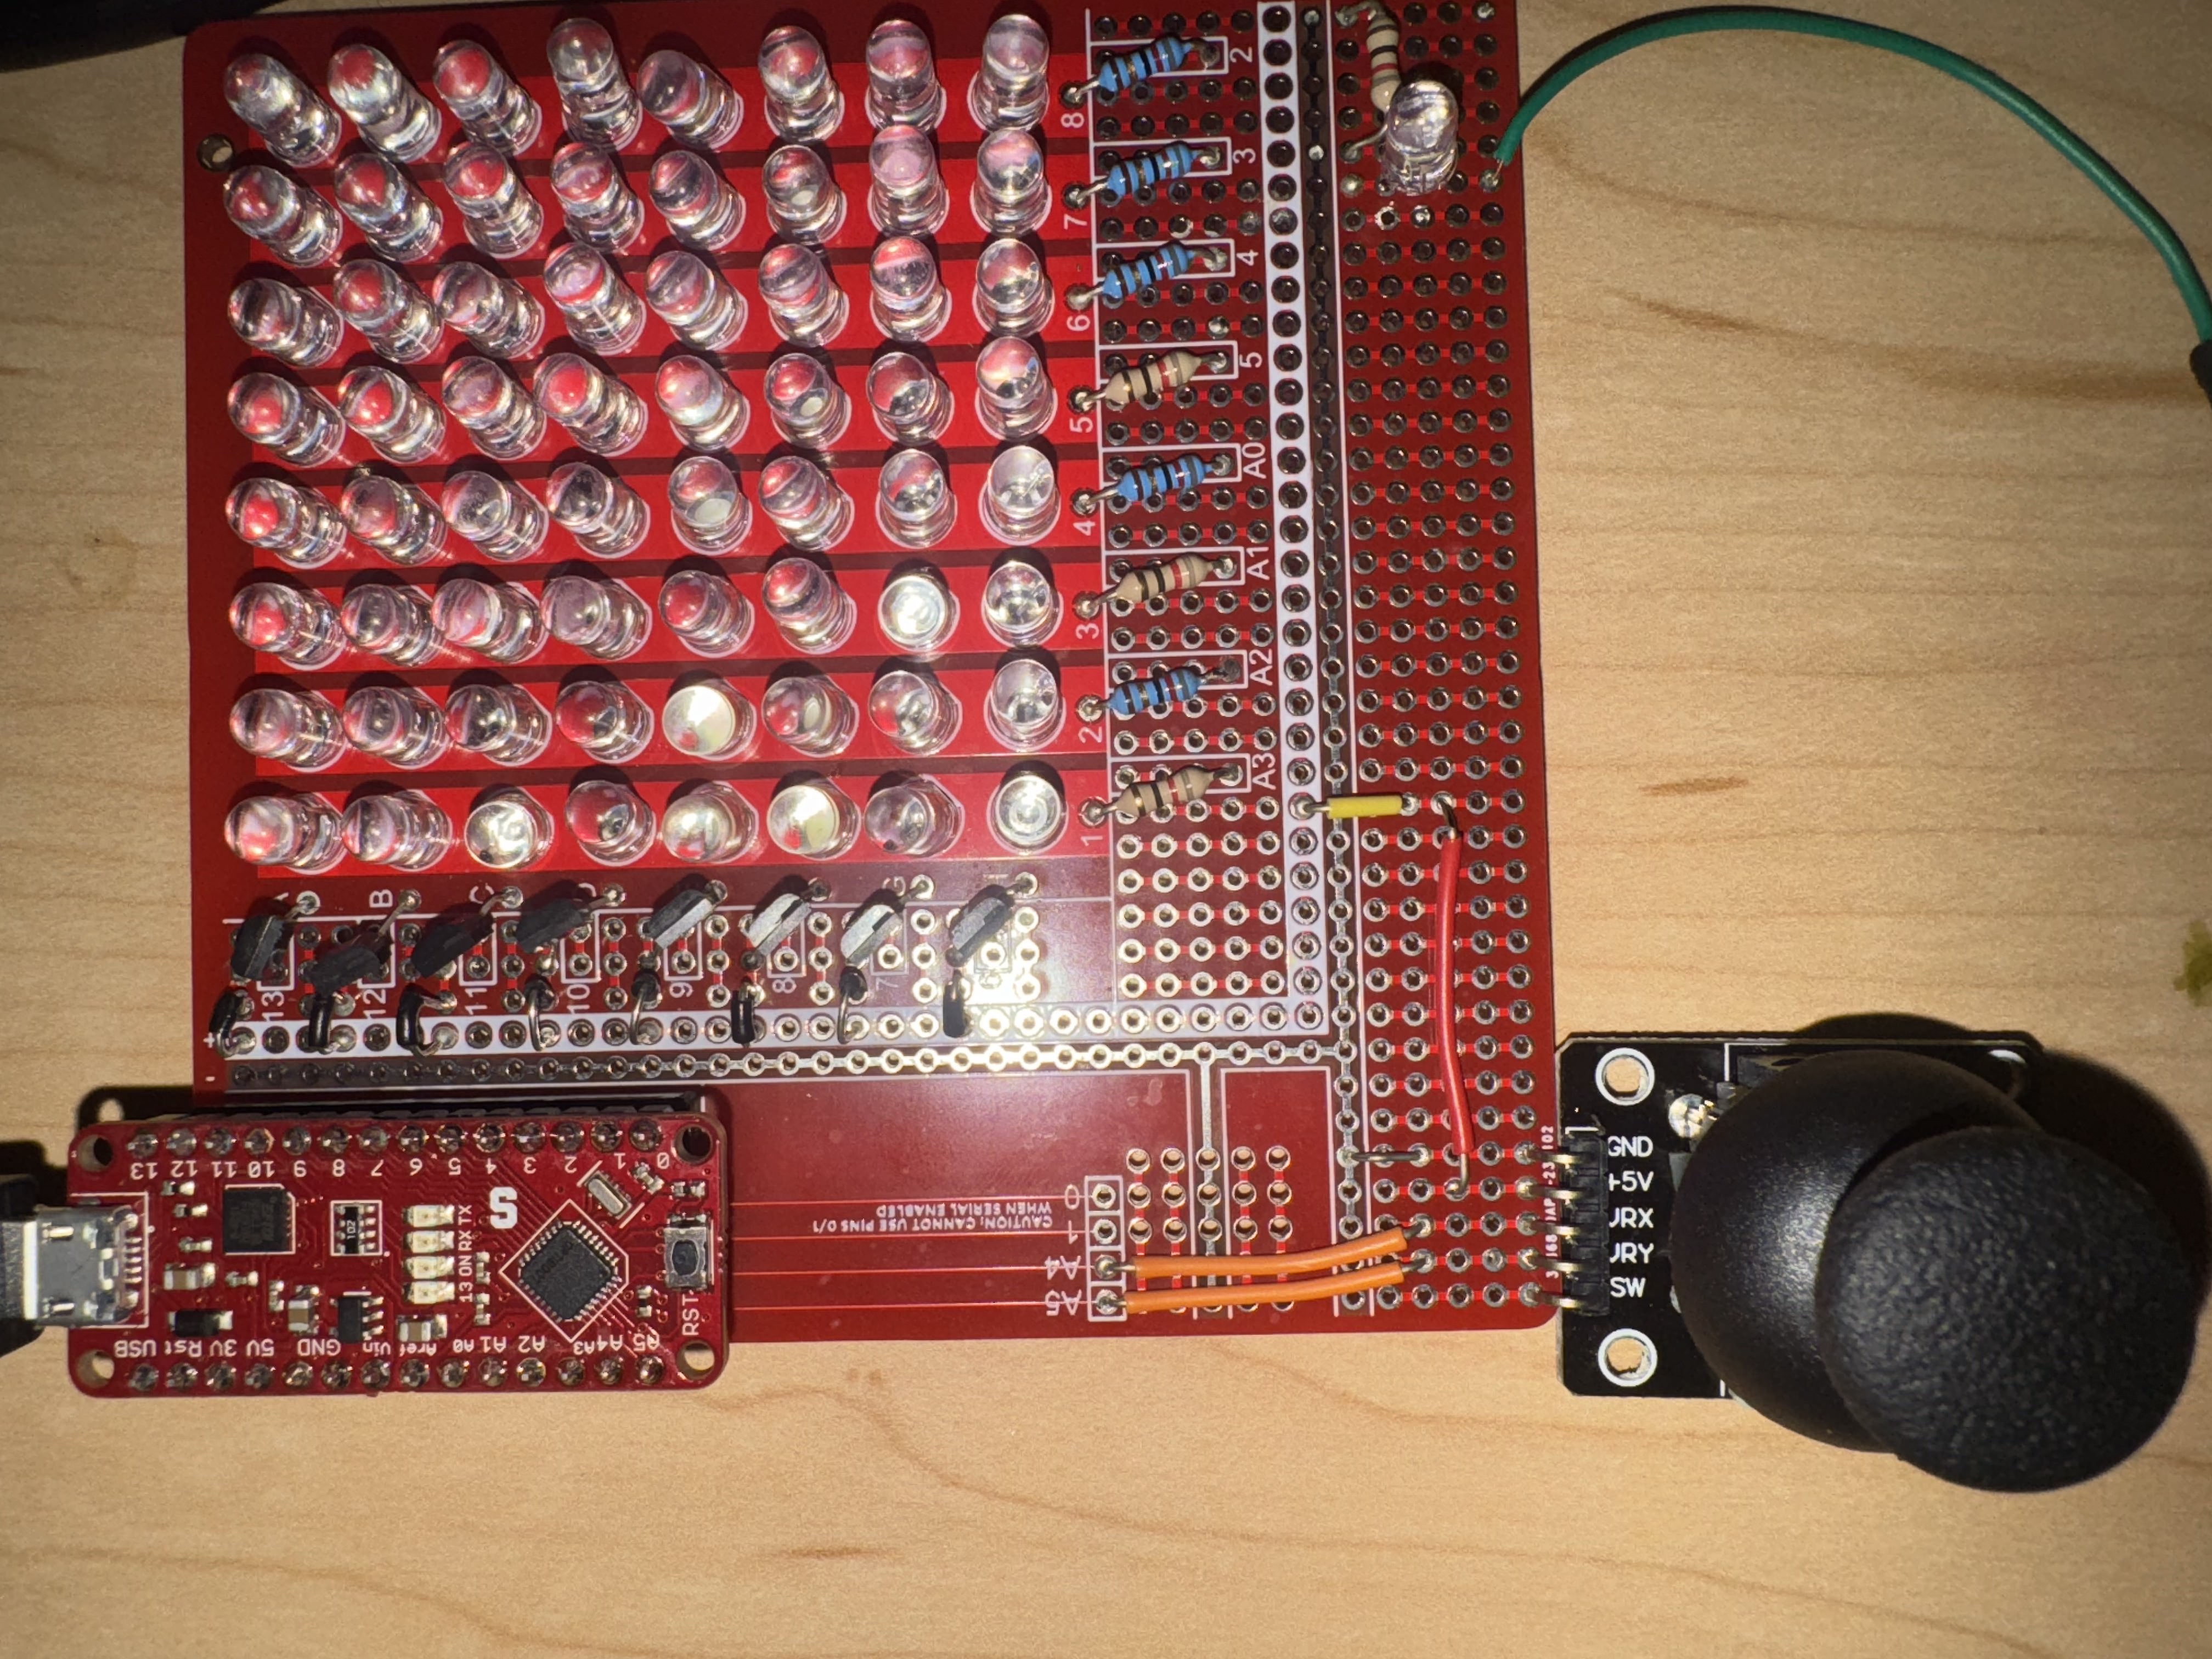 USB
Rst
3V
5V
GND
Vin
Aref
A0
A1
A2
A3
A4
A5
13
12
11
10
9
8
7
6
5
4
3
2
1
0
102
13 ON RX TX
S
RST
- +
13
A
12
B
11
C
10
9
8
7
G
CAUTION: CANNOT USE PINS 0/1
WHEN SERIAL ENABLED
A5
A4
1
0
1 2 3 4 5 6 7 8
A3 A2 A1 A0 5 4 3 2
SW
URY
URX
+5V
GND